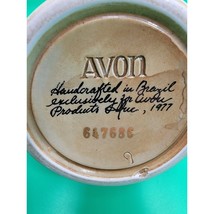 AVON
Handcrafted in Brazil
exclusively for Avon
Products Inc., 1977
647686